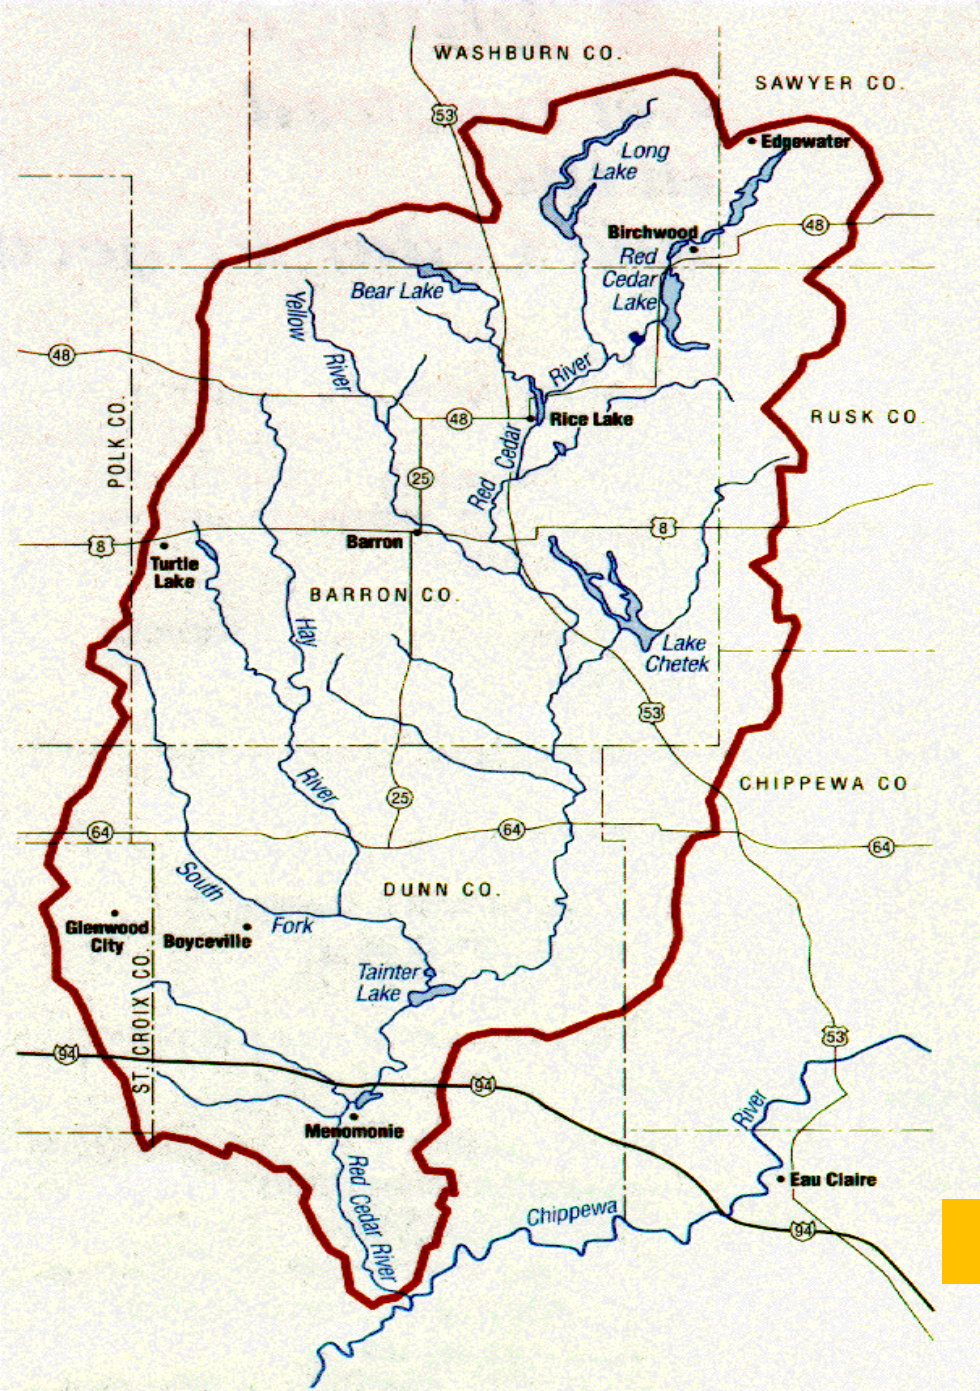 WASHBURN CO.
SAWYER CO.
53
Edgewater
Long
Lake
Birchwood
48
Red
Cedar
Lake
Bear Lake
Yellow
River
48
River
POLK CO.
48
Rice Lake
RUSK CO.
Red Cedar
25
8
8
Barron
Turtle
Lake
BARRON CO.
Hay
Lake
Chetek
53
River
25
CHIPPEWA CO.
64
64
64
South
Fork
DUNN CO.
Glenwood
City
Boyceville
Tainter
Lake
ST. CROIX CO.
94
94
53
River
Menomonie
Red Cedar River
Eau Claire
Chippewa
94